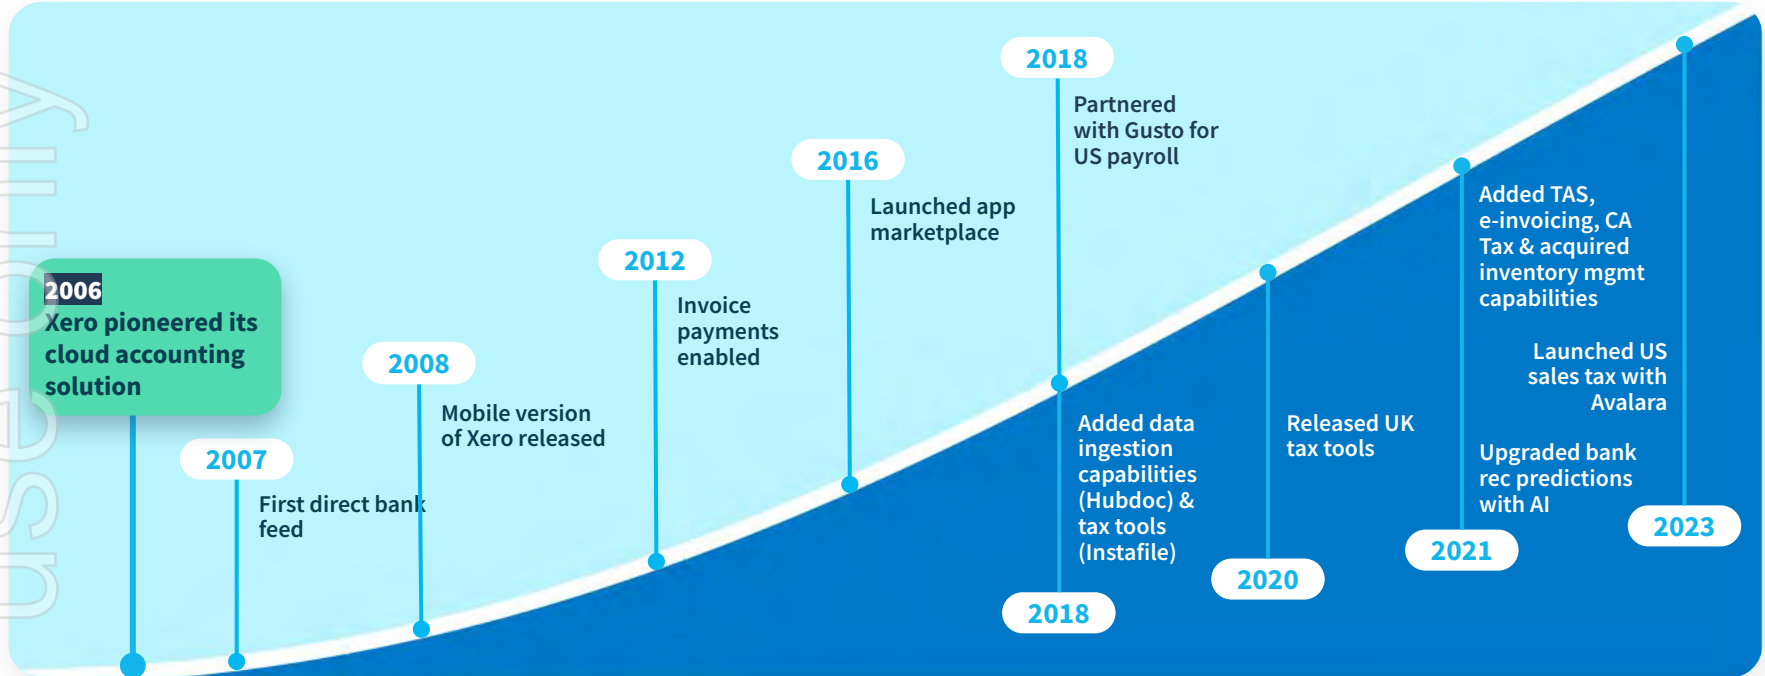 2006
Xero pioneered its
cloud accounting
solution
2007
First direct bank
feed
2008
Mobile version
of Xero released
2012
Invoice
payments
enabled
2016
Launched app
marketplace
2018
Partnered
with Gusto for
US payroll
Added data
ingestion
capabilities
(Hubdoc) &
tax tools
(Instafile)
2018
Released UK
tax tools
2020
Added TAS,
e-invoicing, CA
Tax & acquired
inventory mgmt
capabilities
Upgraded bank
rec predictions
with AI
2021
Launched US
sales tax with
Avalara
2023
use only